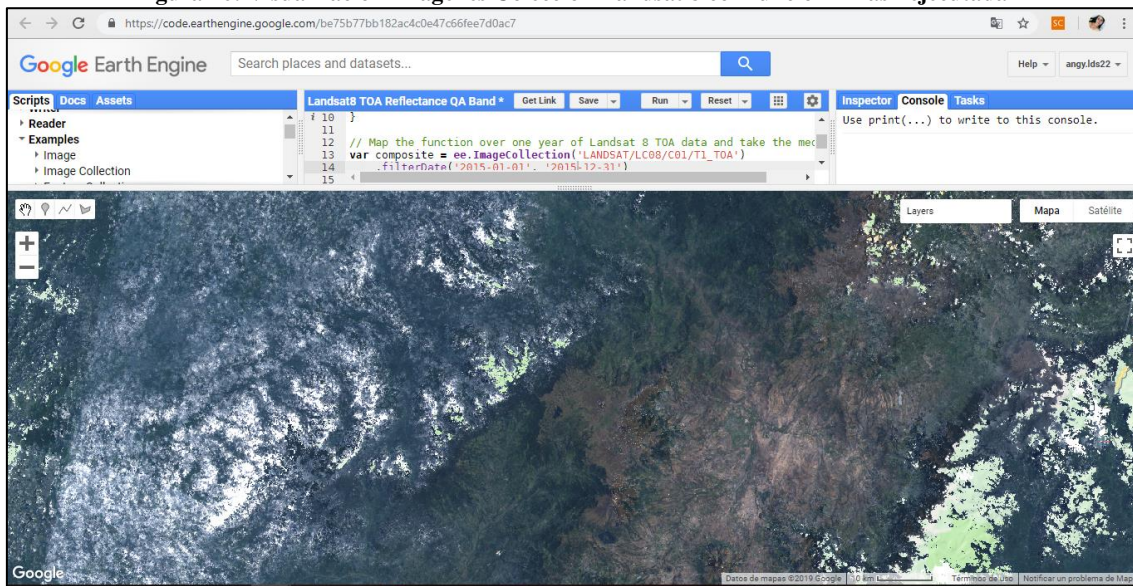 https://code.earthengine.google.com/be75b77bb182ac4c0e47c66fee7d0ac7
Google Earth Engine
Search places and datasets...
Help
angy.lds22
Scripts Docs Assets
Writer
Reader
Examples
Image
Image Collection
Landsat8 TOA Reflectance QA Band *
Get Link
Save
Run
Reset
i 10 }
11
12 // Map the function over one year of Landsat 8 TOA data and take the med
13 var composite = ee.ImageCollection('LANDSAT/LC08/C01/T1_TOA')
14 .filterDate('2015-01-01', '2015-12-31')
15
Inspector Console Tasks
Use print(...) to write to this console.
Layers
Mapa
Satélite
Google
Datos de mapas ©2019 Google
10 km
Términos de uso
Notificar un problema de Map